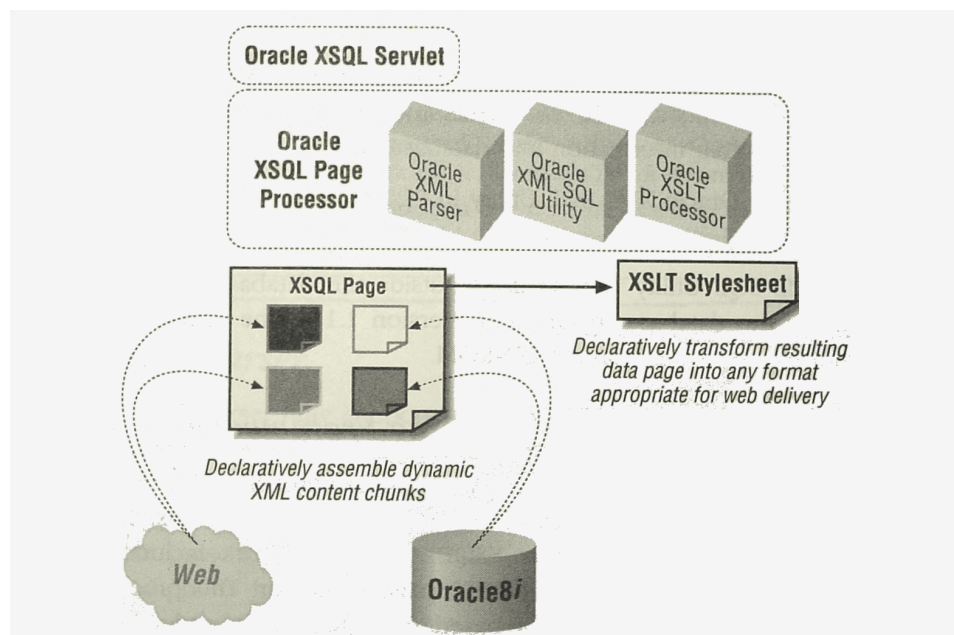 Oracle XSQL Servlet
Oracle
XSQL Page
Processor
Oracle
XML
Parser
Oracle
XML SQL
Utility
Oracle
XSLT
Processor
XSQL Page
XSLT Stylesheet
Declaratively transform resulting
data page into any format
appropriate for web delivery
Declaratively assemble dynamic
XML content chunks
Web
Oracle8i